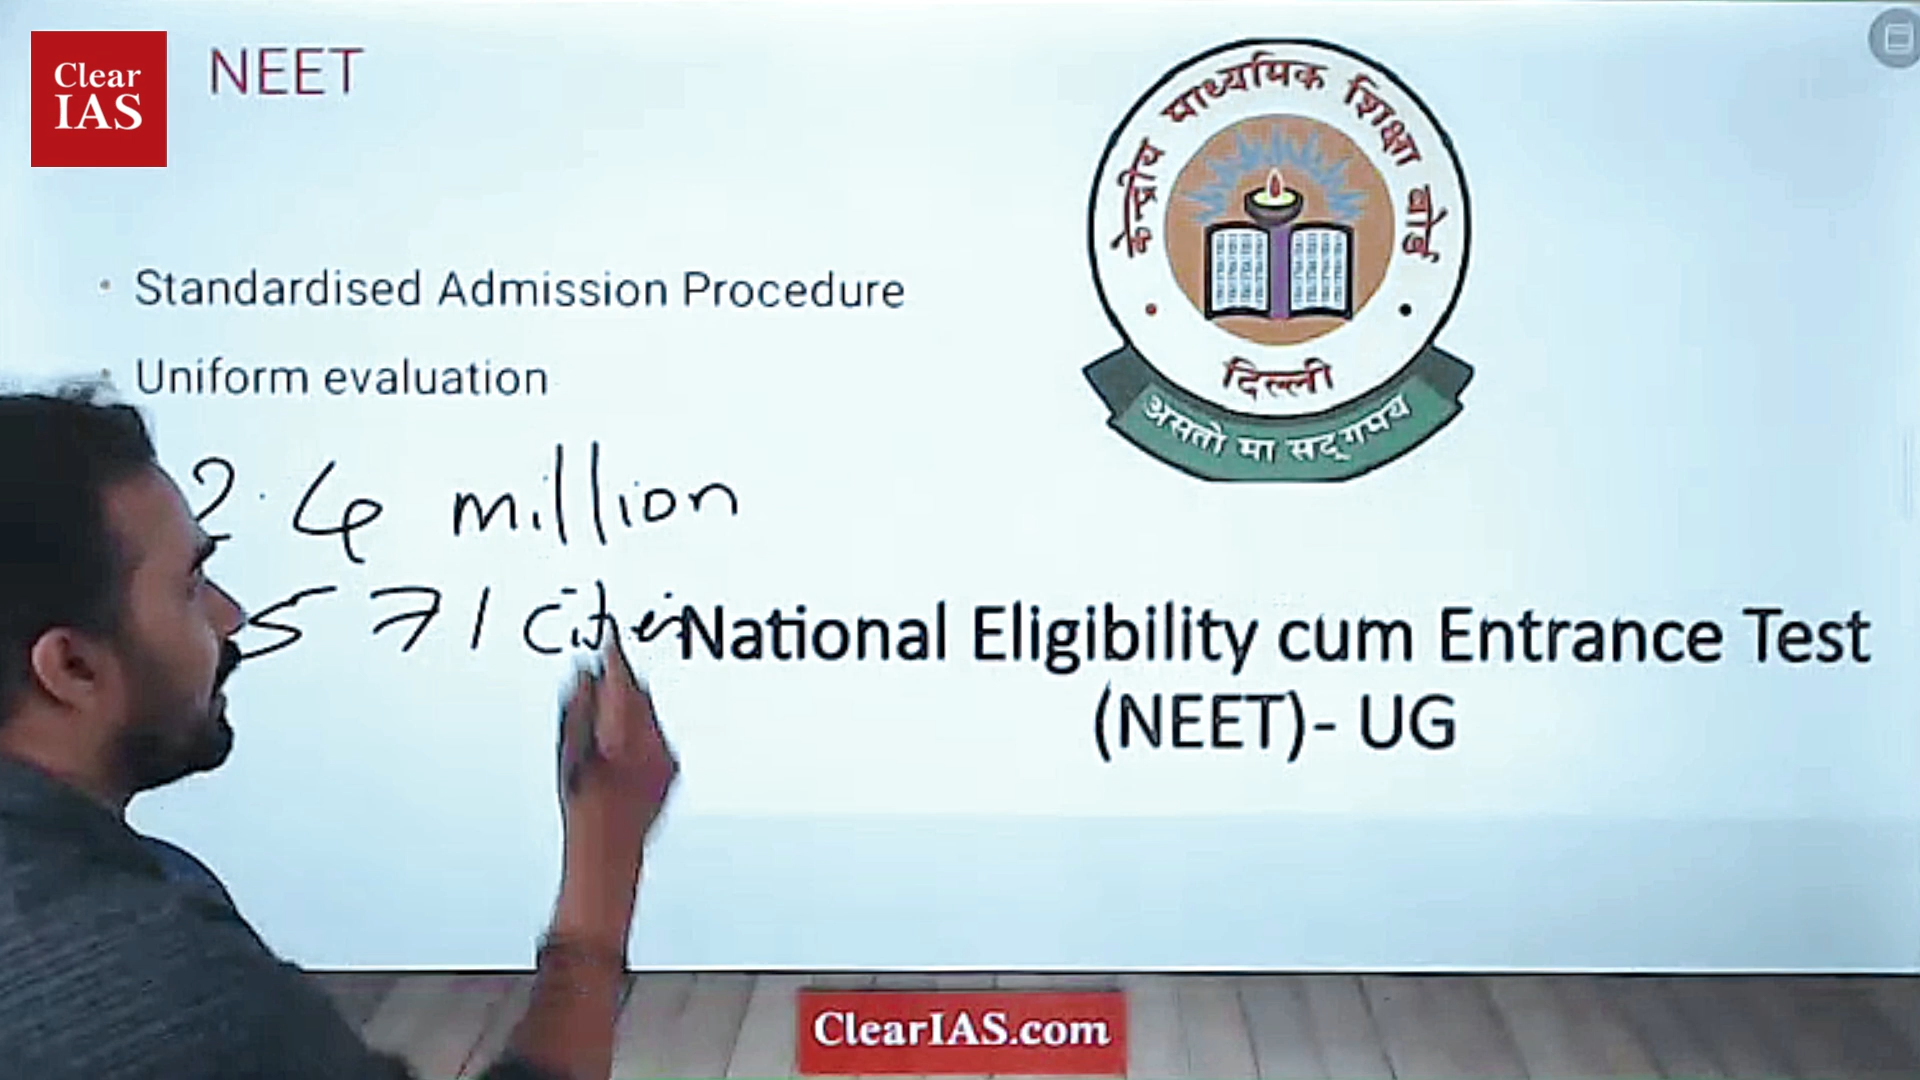 Clear
IAS
NEET
केन्द्रीय माध्यमिक शिक्षा बोर्ड
दिल्ली
असतो मा सद्गमय
Standardised Admission Procedure
Uniform evaluation
2.4 million
571 Cities
National Eligibility cum Entrance Test
(NEET)- UG
ClearIAS.com